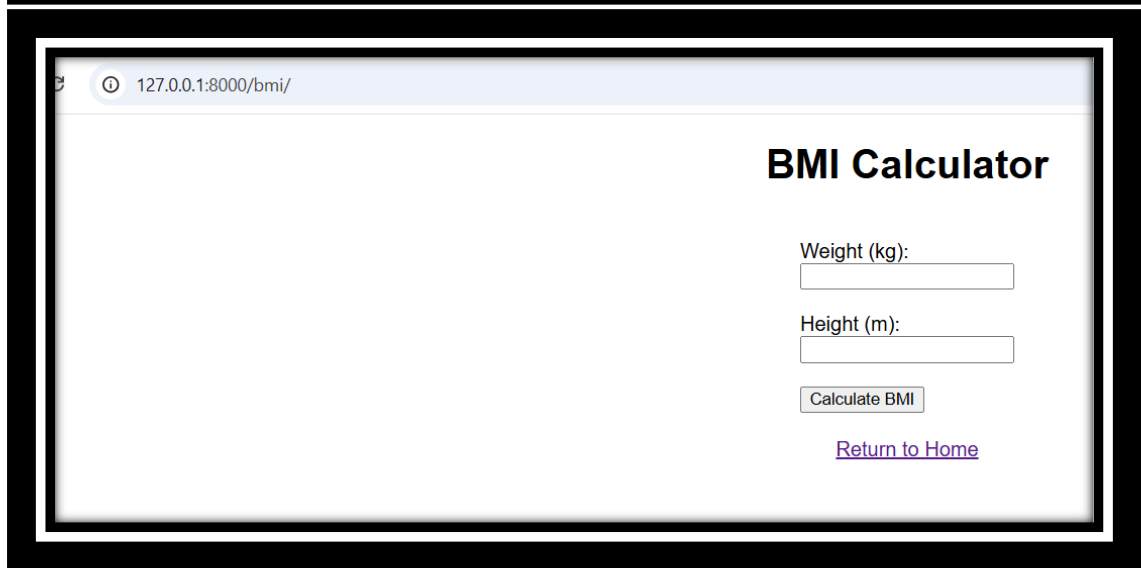 127.0.0.1:8000/bmi/
BMI Calculator
Weight (kg):
Height (m):
Calculate BMI
Return to Home